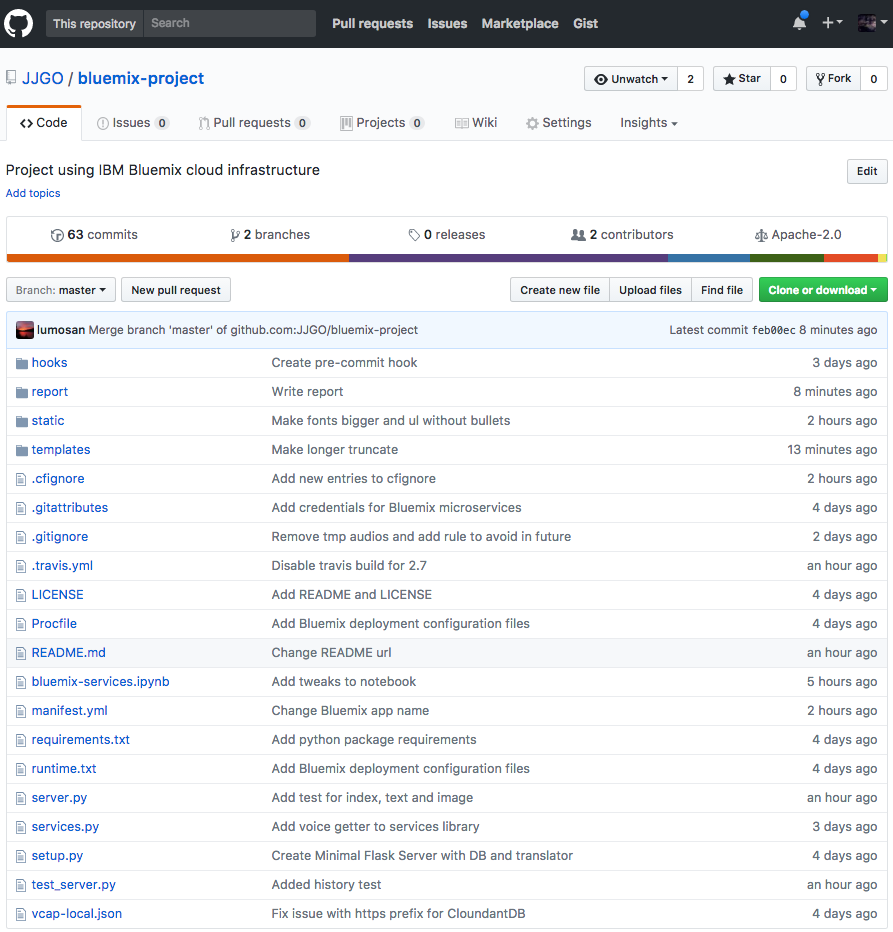 This repository Search Pull requests Issues Marketplace Gist
JJGO / bluemix-project Unwatch 2 Star 0 Fork 0
Code Issues 0 Pull requests 0 Projects 0 Wiki Settings Insights
Project using IBM Bluemix cloud infrastructure Edit
Add topics
63 commits 2 branches 0 releases 2 contributors Apache-2.0
Branch: master New pull request Create new file Upload files Find file Clone or download
lumosan Merge branch 'master' of github.com:JJGO/bluemix-project Latest commit feb00ec 8 minutes ago
hooks Create pre-commit hook 3 days ago
report Write report 8 minutes ago
static Make fonts bigger and ul without bullets 2 hours ago
templates Make longer truncate 13 minutes ago
.cfignore Add new entries to cfignore 2 hours ago
.gitattributes Add credentials for Bluemix microservices 4 days ago
.gitignore Remove tmp audios and add rule to avoid in future 2 days ago
.travis.yml Disable travis build for 2.7 an hour ago
LICENSE Add README and LICENSE 4 days ago
Procfile Add Bluemix deployment configuration files 4 days ago
README.md Change README url an hour ago
bluemix-services.ipynb Add tweaks to notebook 5 hours ago
manifest.yml Change Bluemix app name 2 hours ago
requirements.txt Add python package requirements 4 days ago
runtime.txt Add Bluemix deployment configuration files 4 days ago
server.py Add test for index, text and image an hour ago
services.py Add voice getter to services library 3 days ago
setup.py Create Minimal Flask Server with DB and translator 4 days ago
test_server.py Added history test an hour ago
vcap-local.json Fix issue with https prefix for CloundantDB 4 days ago